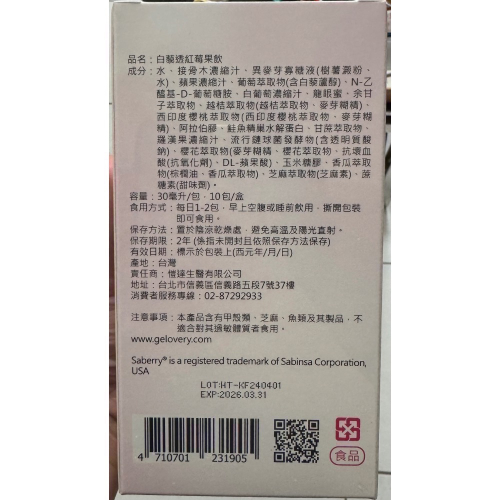 品名：白藜透紅莓果飲
成分：水、接骨木濃縮汁、異麥芽寡糖液(樹薯澱粉、
水)、蘋果濃縮汁、葡萄萃取物(含白藜蘆醇)、N-乙
醯基-D-葡萄糖胺、白葡萄濃縮汁、龍眼蜜、余甘
子萃取物、越桔萃取物(越桔萃取物、麥芽糊精)、
西印度櫻桃萃取物(西印度櫻桃萃取物、麥芽糊
精)、阿拉伯膠、鮭魚精巢水解蛋白、甘蔗萃取物、
羅漢果濃縮汁、流行鏈球菌發酵物(含透明質酸
鈉)、櫻花萃取物(麥芽糊精、櫻花萃取物)、抗壞血
酸(抗氧化劑)、DL-蘋果酸、玉米糖膠、香瓜萃取物
(棕櫚油、香瓜萃取物)、芝麻萃取物(芝麻素)、蔗
糖素(甜味劑)。
容量：30毫升/包，10包/盒
食用方式：每日1-2包，早上空腹或睡前飲用，撕開包裝
即可食用。
保存方法：置於陰涼乾燥處，避免高溫及陽光直射。
保存期限：2年 (係指未開封且依照保存方法保存)
有效日期：標示於包裝上(西元年/月/日)
產地：台灣
責任商：愷達生醫有限公司
地址：台北市信義區信義路五段7號37樓
消費者服務專線：02-87292933
注意事項：本產品含有甲殼類、芝麻、魚類及其製品，不
適合對其過敏體質者食用。
www.gelovery.com
Saberry® is a registered trademark of Sabinsa Corporation,
USA
LOT:HT-KF240401
EXP:2026.03.31
4 710701 231905
食品